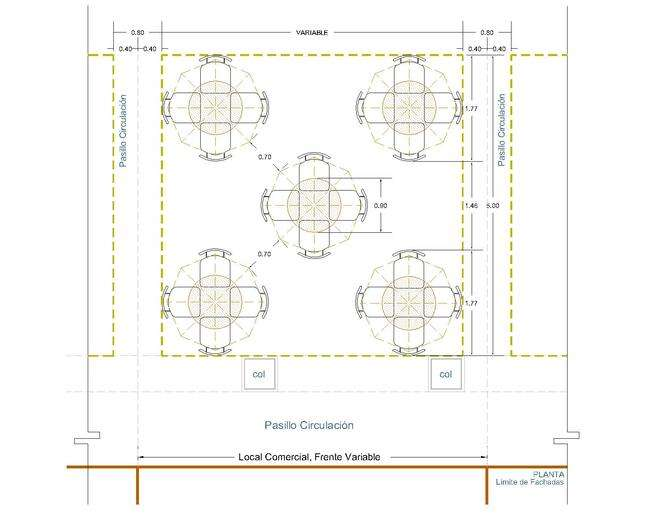 0.80
VARIABLE
0.80
0.40
0.40
0.40
0.40
Pasillo Circulación
Pasillo Circulación
1.77
0.70
0.90
1.46
5.00
0.70
1.77
col
col
Pasillo Circulación
Local Comercial, Frente Variable
PLANTA
Limite de Fachadas